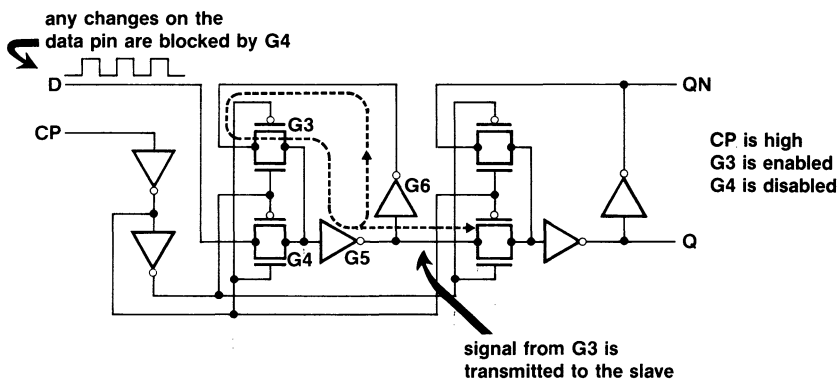 any changes on the
data pin are blocked by G4
D
QN
CP
G3
CP is high
G3 is enabled
G4 is disabled
G6
G4
G5
Q
signal from G3 is
transmitted to the slave